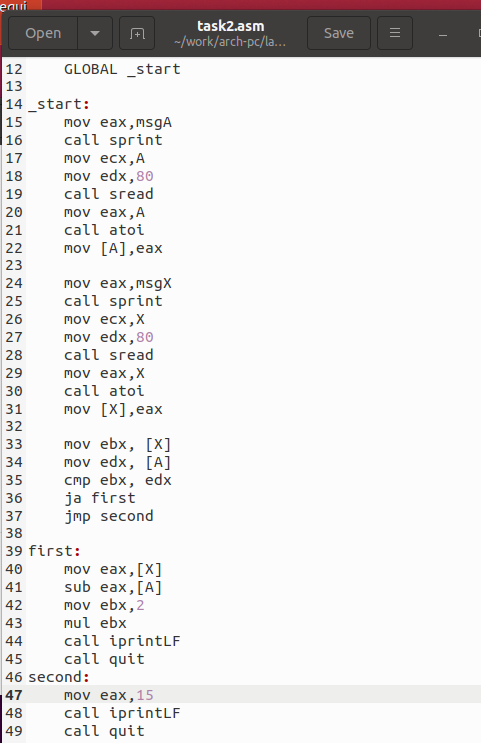 Open
task2.asm
~/work/arch-pc/la...
Save
12 GLOBAL _start
13
14 _start:
15 mov eax,msgA
16 call sprint
17 mov ecx,A
18 mov edx,80
19 call sread
20 mov eax,A
21 call atoi
22 mov [A],eax
23
24 mov eax,msgX
25 call sprint
26 mov ecx,X
27 mov edx,80
28 call sread
29 mov eax,X
30 call atoi
31 mov [X],eax
32
33 mov ebx, [X]
34 mov edx, [A]
35 cmp ebx, edx
36 ja first
37 jmp second
38
39 first:
40 mov eax,[X]
41 sub eax,[A]
42 mov ebx,2
43 mul ebx
44 call iprintLF
45 call quit
46 second:
47 mov eax,15
48 call iprintLF
49 call quit